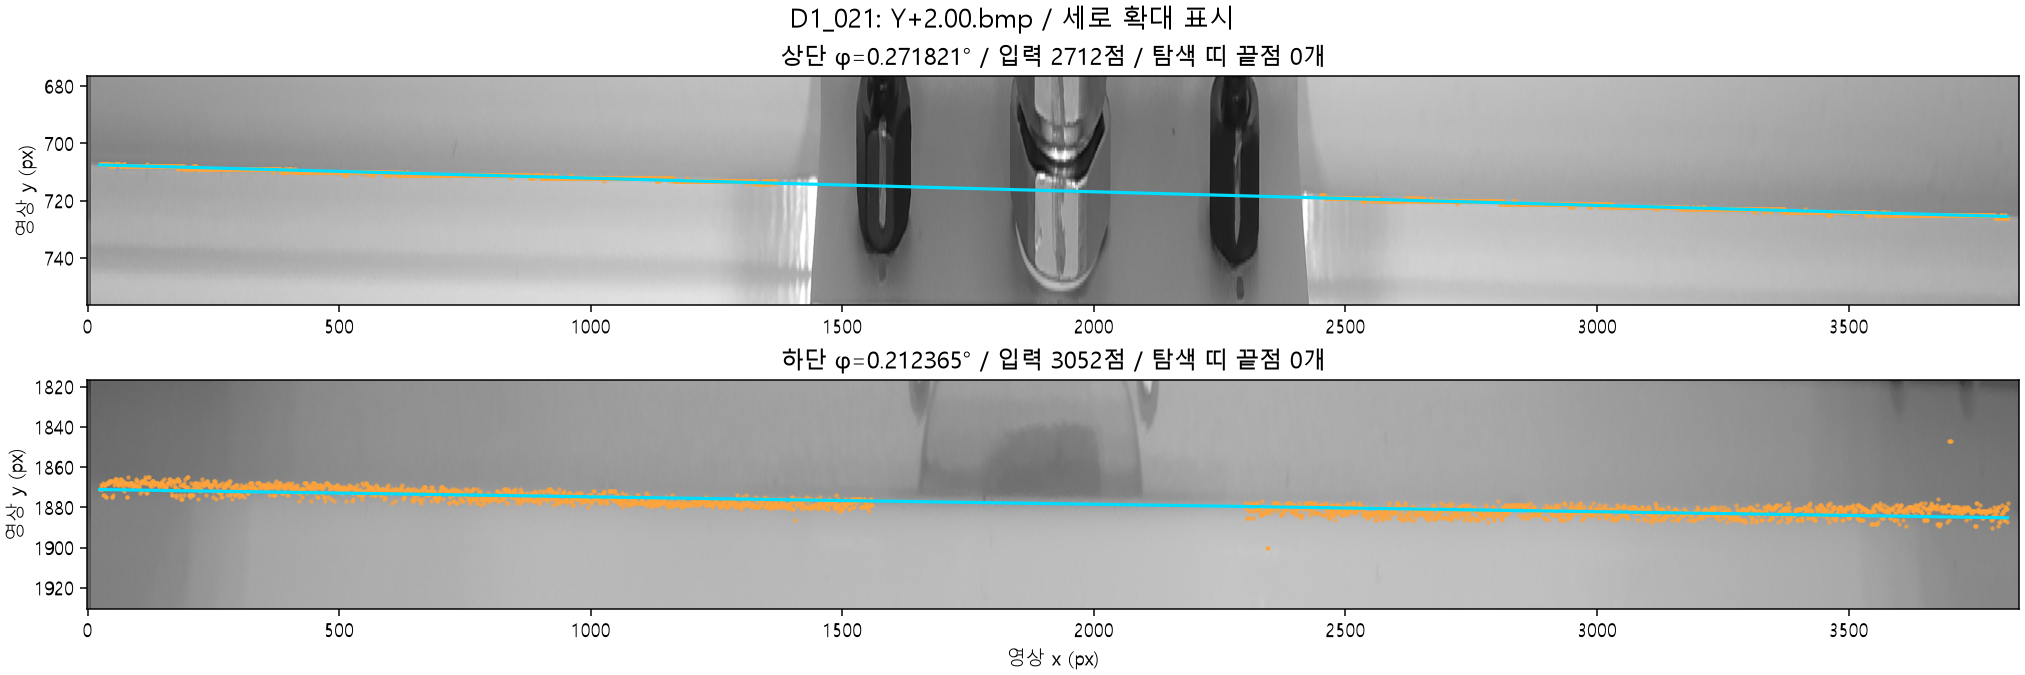 D1_021: Y+2.00.bmp / 세로 확대 표시
상단 φ=0.271821° / 입력 2712점 / 탐색 띠 끝점 0개
680
700
720
740
영상 y (px)
0 500 1000 1500 2000 2500 3000 3500
하단 φ=0.212365° / 입력 3052점 / 탐색 띠 끝점 0개
1820
1840
1860
1880
1900
1920
영상 y (px)
0 500 1000 1500 2000 2500 3000 3500
영상 x (px)